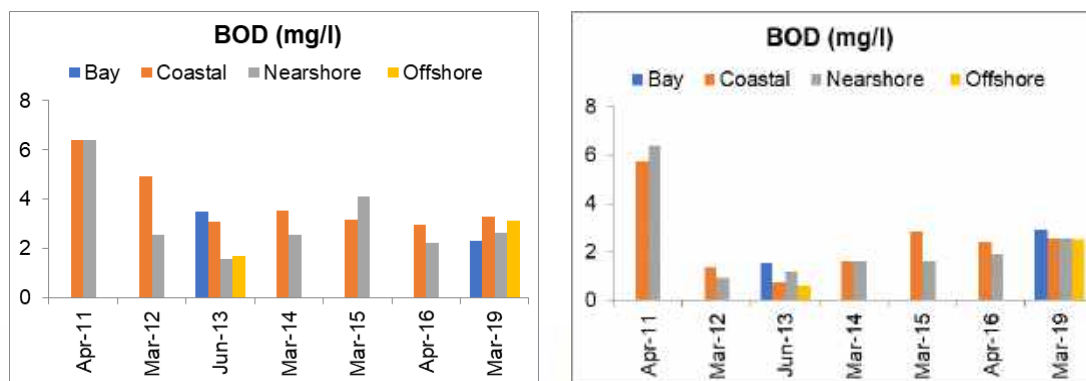 BOD (mg/l)
Bay Coastal Nearshore Offshore
8
6
4
2
0
Apr-11 Mar-12 Jun-13 Mar-14 Mar-15 Apr-16 Mar-19
BOD (mg/l)
Bay Coastal Nearshore Offshore
8
6
4
2
0
Apr-11 Mar-12 Jun-13 Mar-14 Mar-15 Apr-16 Mar-19